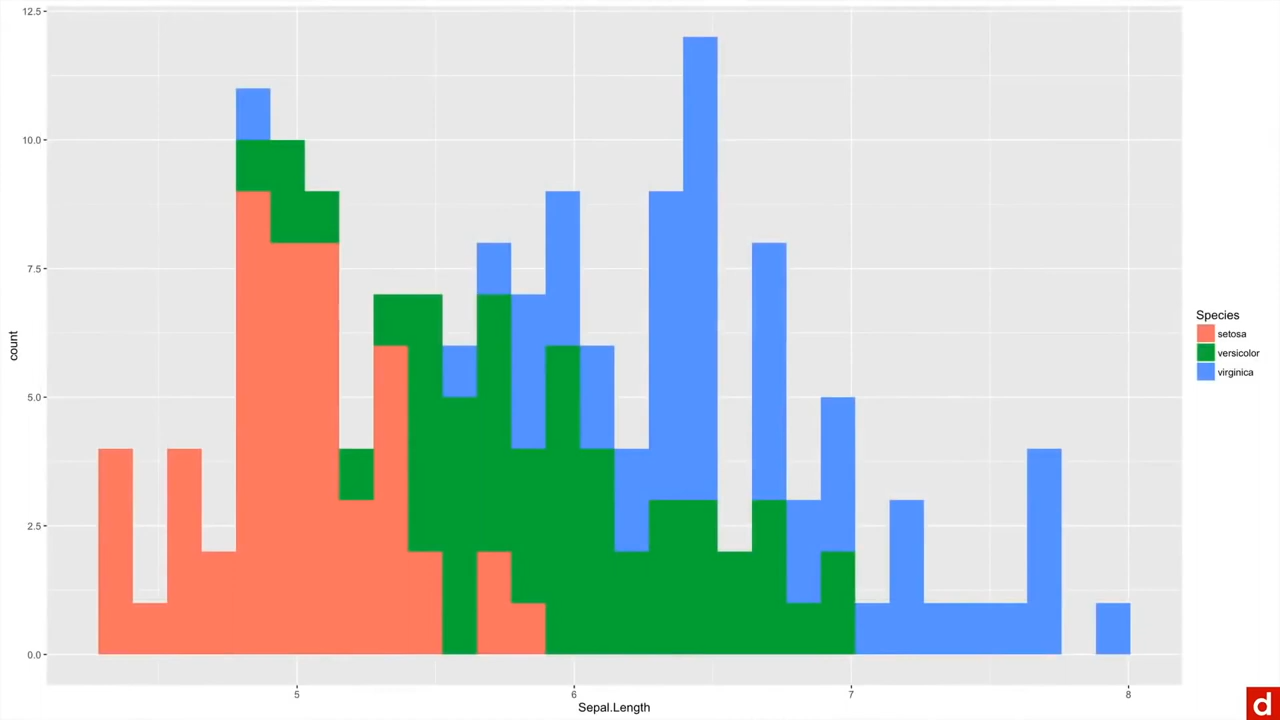 12.5
10.0
7.5
5.0
2.5
0.0
count
5 6 7 8
Sepal.Length
Species
setosa
versicolor
virginica
d